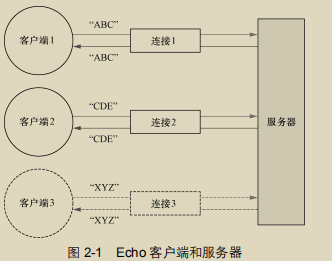 “ABC”
客户端1
连接1
“ABC”
“CDE”
客户端2
连接2
服务器
“CDE”
“XYZ”
客户端3
连接3
“XYZ”
图 2-1 Echo 客户端和服务器